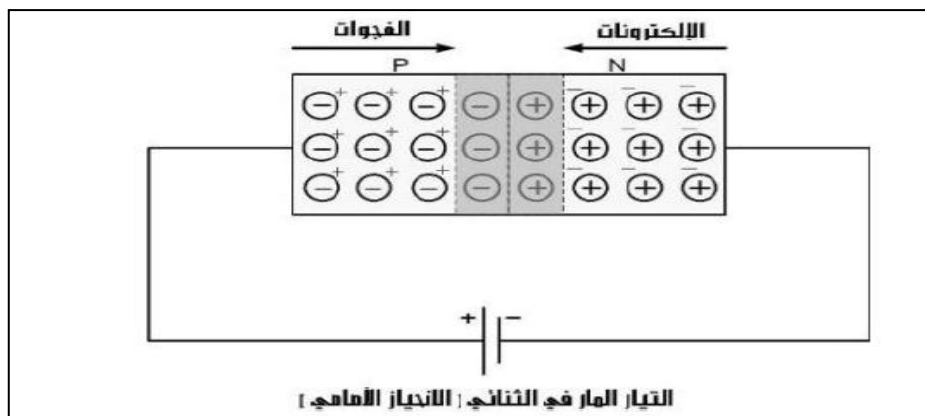 الفجوات الإلكترونات
P N
+ −
التيار المار في الثنائي [ الانحياز الأمامي ]